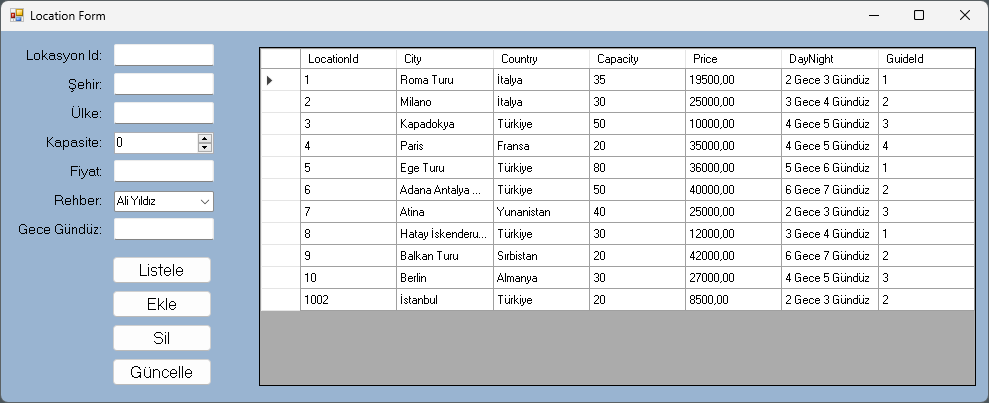 Location Form
Lokasyon Id:
Şehir:
Ülke:
Kapasite: 0
Fiyat:
Rehber: Ali Yıldız
Gece Gündüz:
Listele
Ekle
Sil
Güncelle
LocationId City Country Capacity Price DayNight GuideId
1 Roma Turu İtalya 35 19500,00 2 Gece 3 Gündüz 1
2 Milano İtalya 30 25000,00 3 Gece 4 Gündüz 2
3 Kapadokya Türkiye 50 10000,00 4 Gece 5 Gündüz 3
4 Paris Fransa 20 35000,00 4 Gece 5 Gündüz 4
5 Ege Turu Türkiye 80 36000,00 5 Gece 6 Gündüz 1
6 Adana Antalya ... Türkiye 50 40000,00 6 Gece 7 Gündüz 2
7 Atina Yunanistan 40 25000,00 2 Gece 3 Gündüz 3
8 Hatay İskenderu... Türkiye 30 12000,00 3 Gece 4 Gündüz 1
9 Balkan Turu Sırbistan 20 42000,00 6 Gece 7 Gündüz 2
10 Berlin Almanya 30 27000,00 4 Gece 5 Gündüz 3
1002 İstanbul Türkiye 20 8500,00 2 Gece 3 Gündüz 2